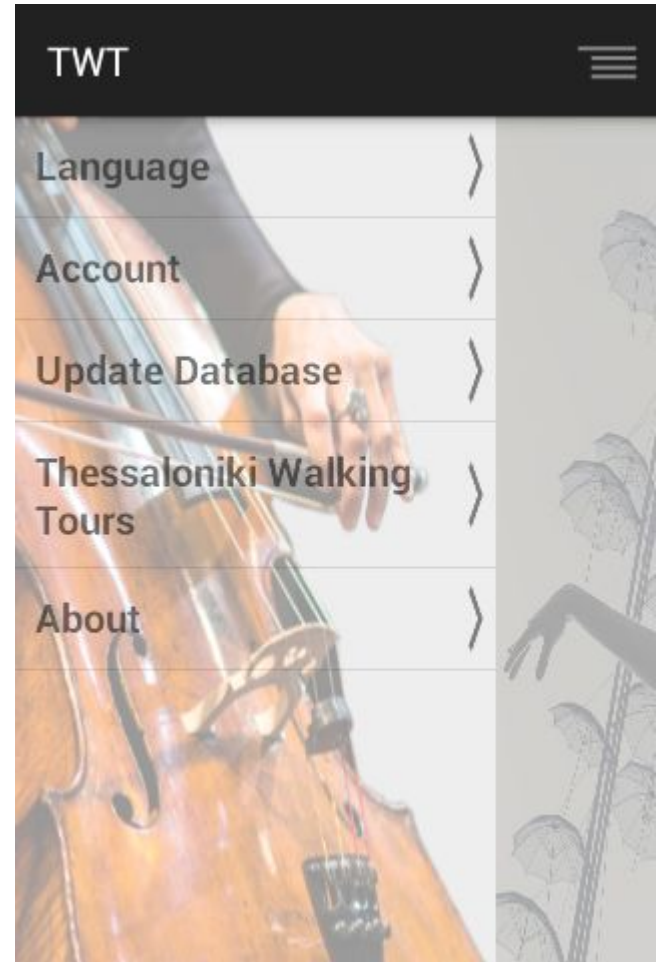 TWT
Language
Account
Update Database
Thessaloniki Walking
Tours
About